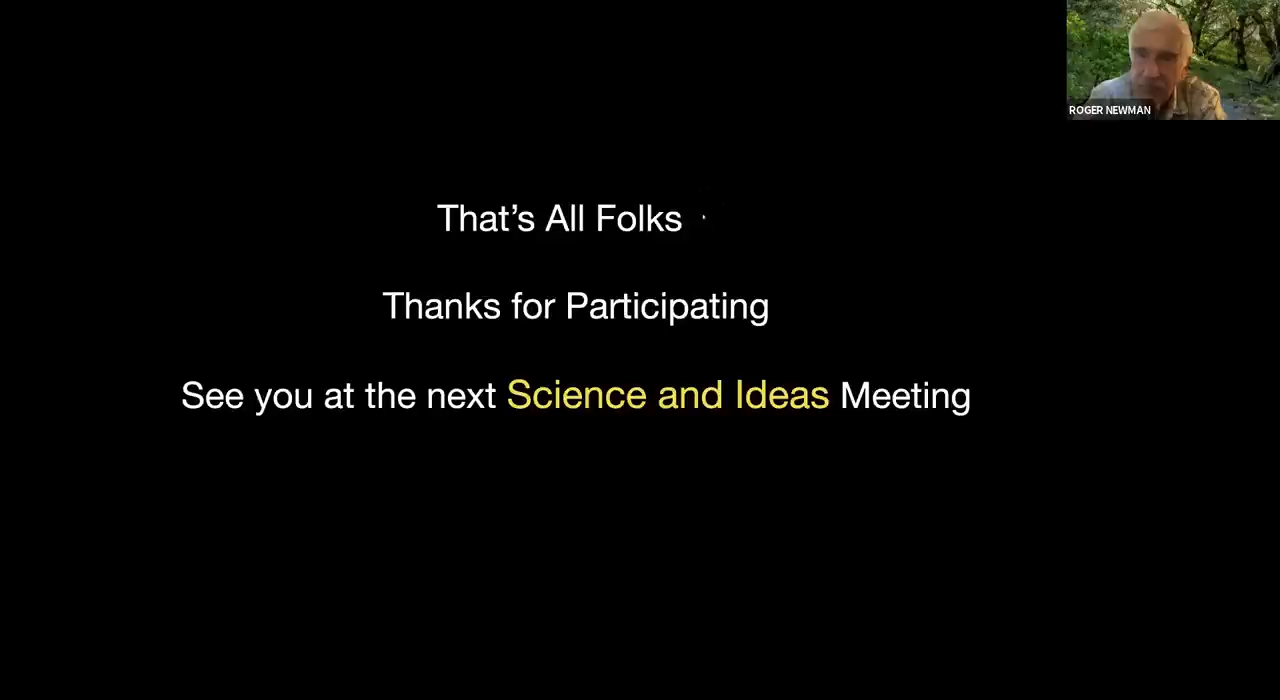 ROGER NEWMAN
That’s All Folks
Thanks for Participating
See you at the next Science and Ideas Meeting